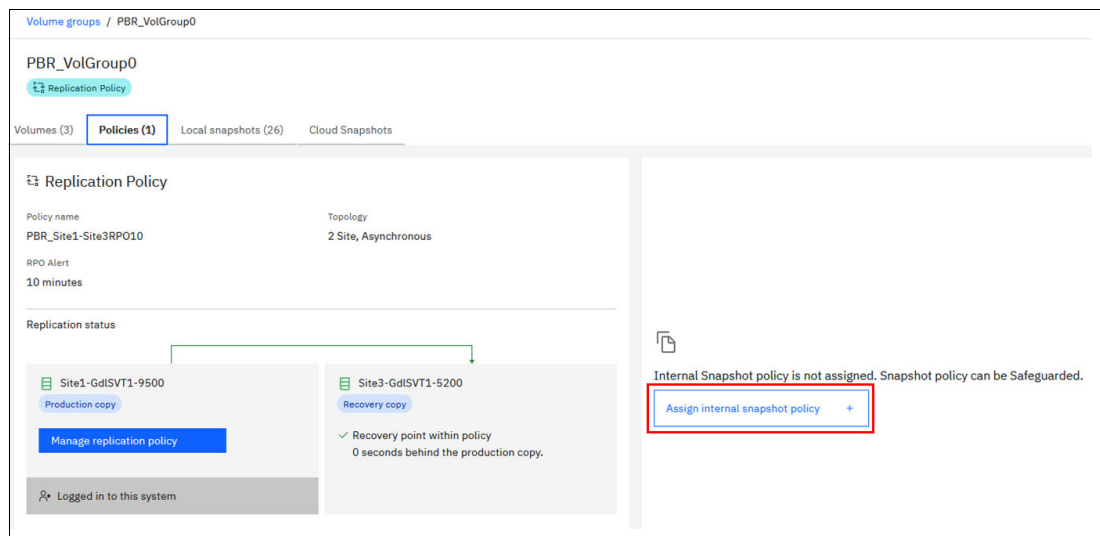 Volume groups / PBR_VolGroup0
PBR_VolGroup0
Replication Policy
Volumes (3) Policies (1) Local snapshots (26) Cloud Snapshots
Replication Policy
Policy name
PBR_Site1-Site3RPO10
Topology
2 Site, Asynchronous
RPO Alert
10 minutes
Replication status
Site1-GdlSVT1-9500
Production copy
Manage replication policy
Logged in to this system
Site3-GdlSVT1-5200
Recovery copy
Recovery point within policy
0 seconds behind the production copy.
Internal Snapshot policy is not assigned. Snapshot policy can be Safeguarded.
Assign internal snapshot policy +